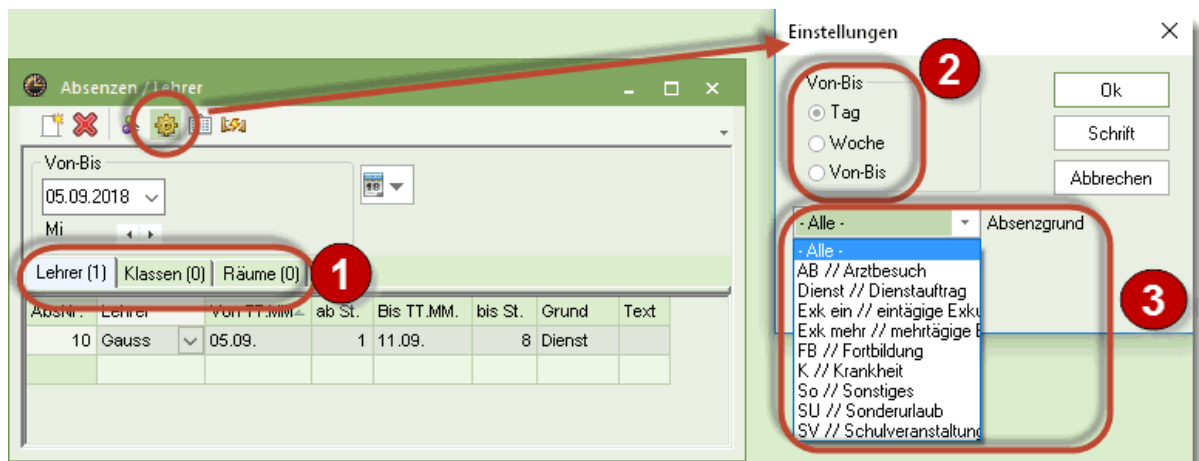 Absenzen / Lehrer
Von-Bis
05.09.2018
18
Mi
Lehrer (1) Klassen (0) Räume (0)
1
AbsNr. Lehrer Von TT.MM. ab St. Bis TT.MM. bis St. Grund Text
10 Gauss 05.09. 1 11.09. 8 Dienst
Einstellungen
2
Von-Bis
Tag
Woche
Von-Bis
Ok
Schrift
Abbrechen
- Alle - Absenzgrund
- Alle -
AB // Arztbesuch
Dienst // Dienstauftrag
Exk ein // eintägige Exku
Exk mehr // mehrtägige E
FB // Fortbildung
K // Krankheit
So // Sonstiges
SU // Sonderurlaub
SV // Schulveranstaltung
3